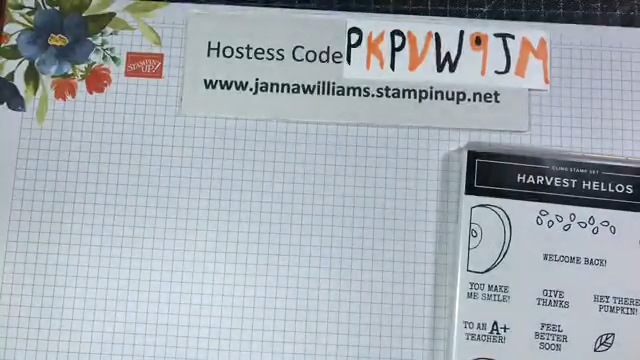 STAMPIN' UP!
Hostess Code PKPVW9JM
www.jannawilliams.stampinup.net
CLING STAMP SET
HARVEST HELLOS
WELCOME BACK!
YOU MAKE
ME SMILE!
GIVE
THANKS
HEY THERE
PUMPKIN!
TO AN A+
TEACHER!
FEEL
BETTER
SOON